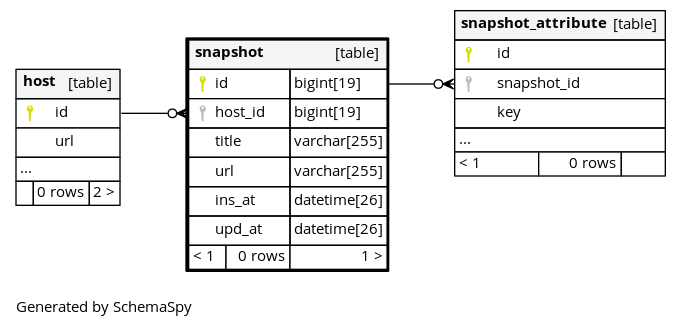 host [table]
id
url
...
0 rows 2 >
snapshot [table]
id bigint[19]
host_id bigint[19]
title varchar[255]
url varchar[255]
ins_at datetime[26]
upd_at datetime[26]
< 1 0 rows 1 >
snapshot_attribute [table]
id
snapshot_id
key
...
< 1 0 rows
Generated by SchemaSpy